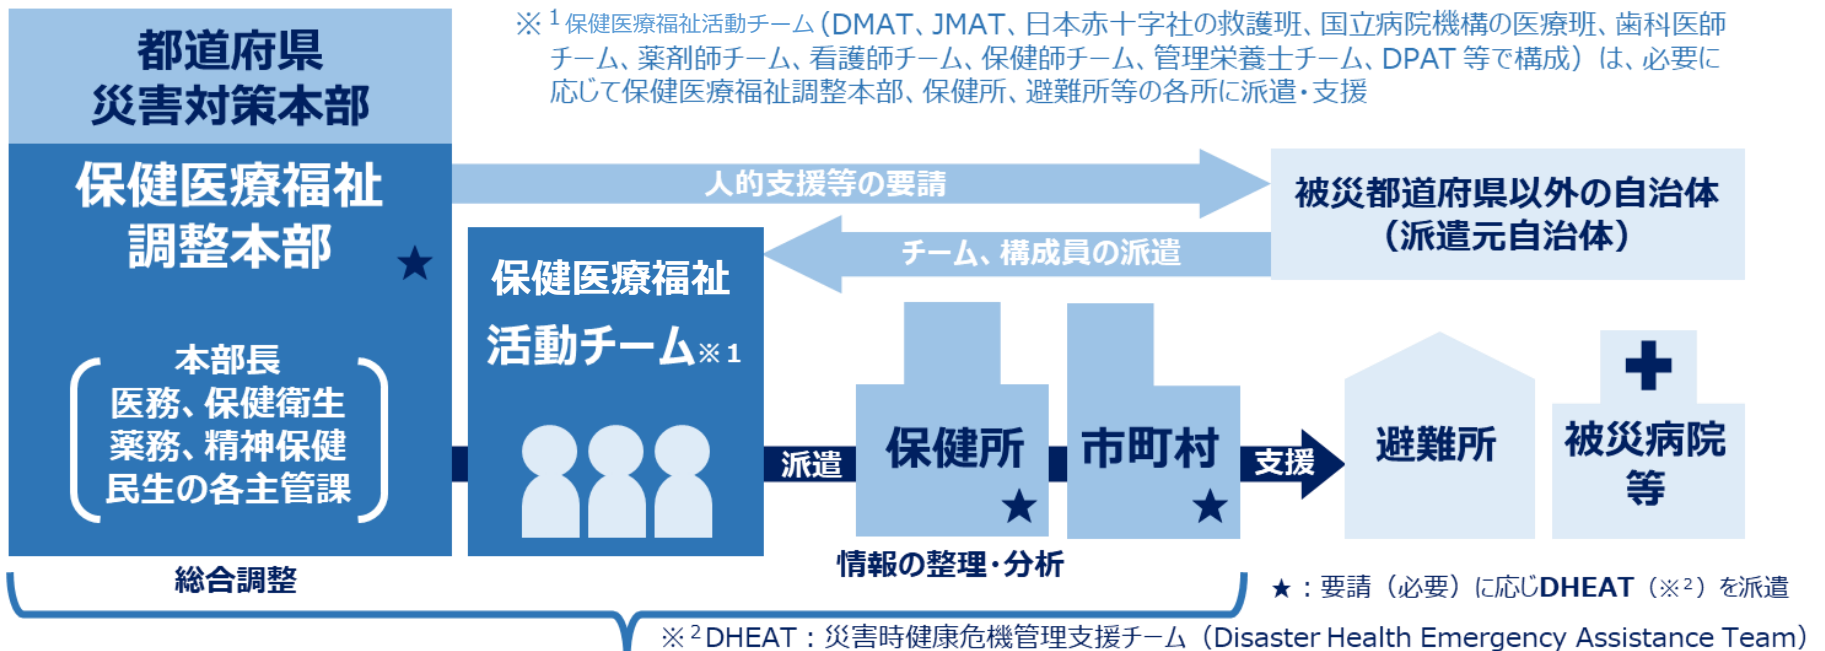 都道府県
災害対策本部
保健医療福祉
調整本部
★
本部長
医務、保健衛生
薬務、精神保健
民生の各主管課
総合調整
※1保健医療福祉活動チーム（DMAT、JMAT、日本赤十字社の救護班、国立病院機構の医療班、歯科医師
チーム、薬剤師チーム、看護師チーム、保健師チーム、管理栄養士チーム、DPAT 等で構成）は、必要に
応じて保健医療福祉調整本部、保健所、避難所等の各所に派遣・支援
人的支援等の要請
被災都道府県以外の自治体
（派遣元自治体）
チーム、構成員の派遣
保健医療福祉
活動チーム※1
派遣
保健所
★
市町村
★
支援
避難所
被災病院
等
情報の整理・分析
★：要請（必要）に応じDHEAT（※2）を派遣
※2DHEAT：災害時健康危機管理支援チーム（Disaster Health Emergency Assistance Team）